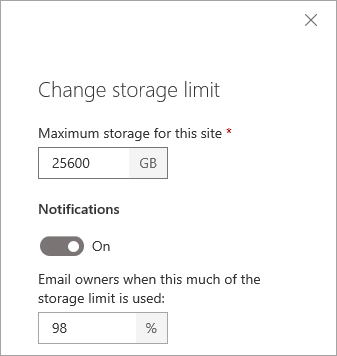 Change storage limit
Maximum storage for this site *
25600 GB
Notifications
On
Email owners when this much of the
storage limit is used:
98 %